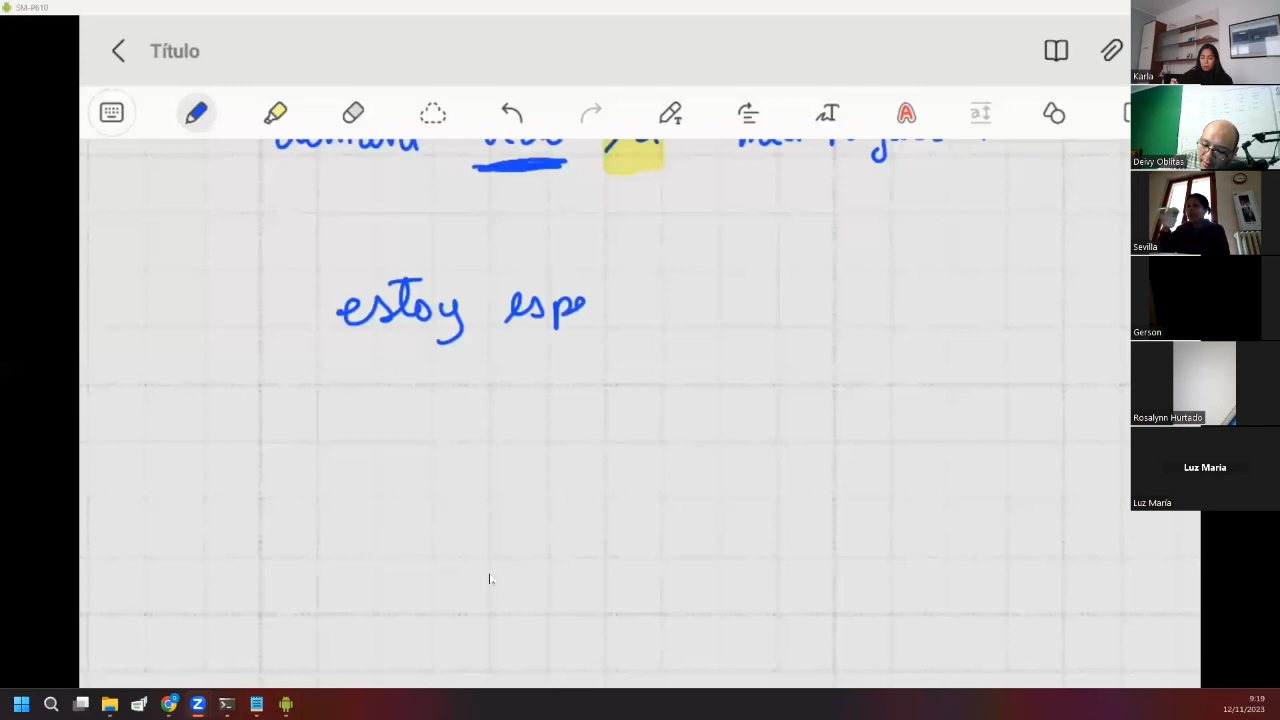 SM-P610
Título
estoy espe
Karla
Deivy Oblitas
Sevilla
Gerson
Rosalynn Hurtado
Luz María
Luz María
9:19
12/11/2023